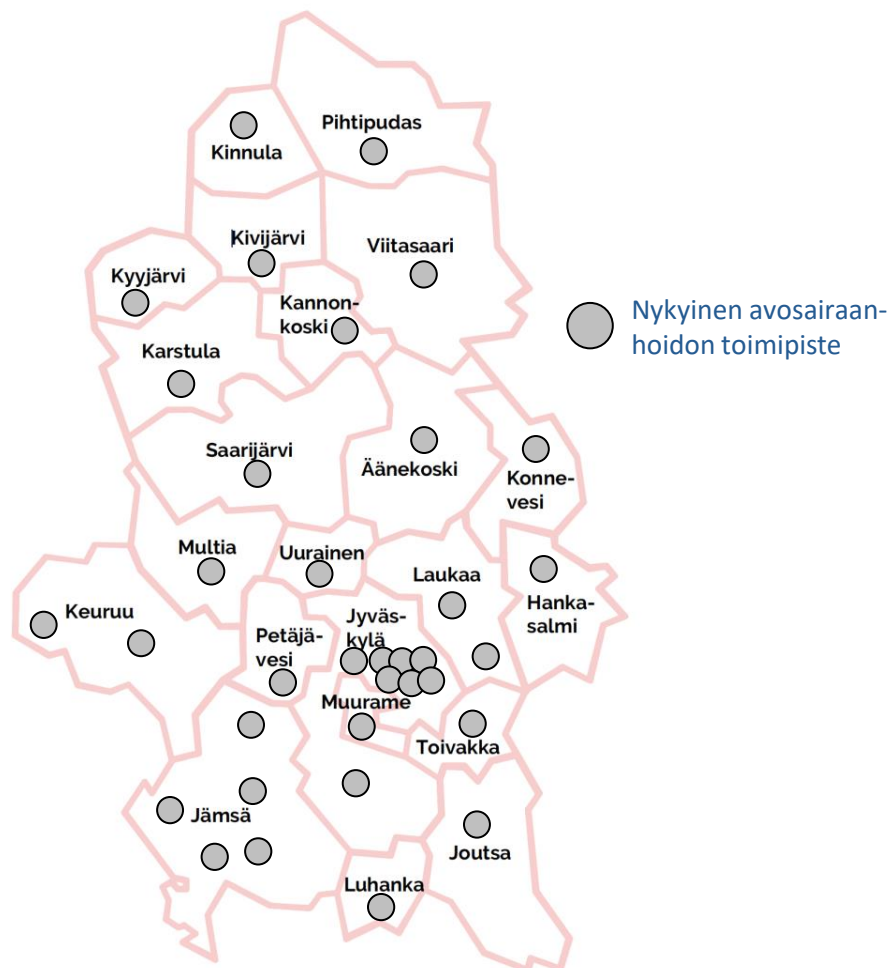 Pihtipudas
Kinnula
Kivijärvi
Viitasaari
Kyyjärvi
Kannon-
koski
Nykyinen avosairaan-
hoidon toimipiste
Karstula
Saarijärvi
Äänekoski
Konne-
vesi
Multia
Uurainen
Laukaa
Hanka-
salmi
Keuruu
Jyväs-
kylä
Petäjä-
vesi
Muurame
Toivakka
Jämsä
Joutsa
Luhanka